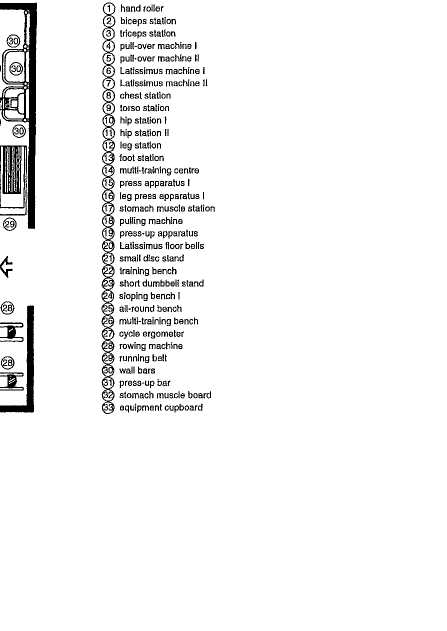 30
30
30
29
28
28
1 hand roller
2 biceps station
3 triceps station
4 pull-over machine I
5 pull-over machine II
6 Latissimus machine I
7 Latissimus machine II
8 chest station
9 torso station
10 hip station I
11 hip station II
12 leg station
13 foot station
14 multi-training centre
15 press apparatus I
16 leg press apparatus I
17 stomach muscle station
18 pulling machine
19 press-up apparatus
20 Latissimus floor bells
21 small disc stand
22 training bench
23 short dumbbell stand
24 sloping bench I
25 all-round bench
26 multi-training bench
27 cycle ergometer
28 rowing machine
29 running belt
30 wall bars
31 press-up bar
32 stomach muscle board
33 equipment cupboard